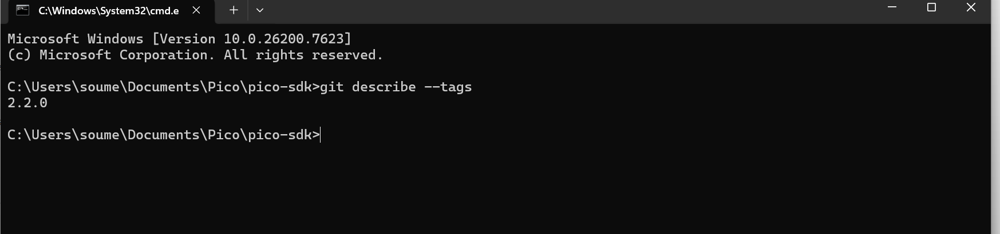 C:\Windows\System32\cmd.e
Microsoft Windows [Version 10.0.26200.7623]
(c) Microsoft Corporation. All rights reserved.
C:\Users\soume\Documents\Pico\pico-sdk>git describe --tags
2.2.0
C:\Users\soume\Documents\Pico\pico-sdk>